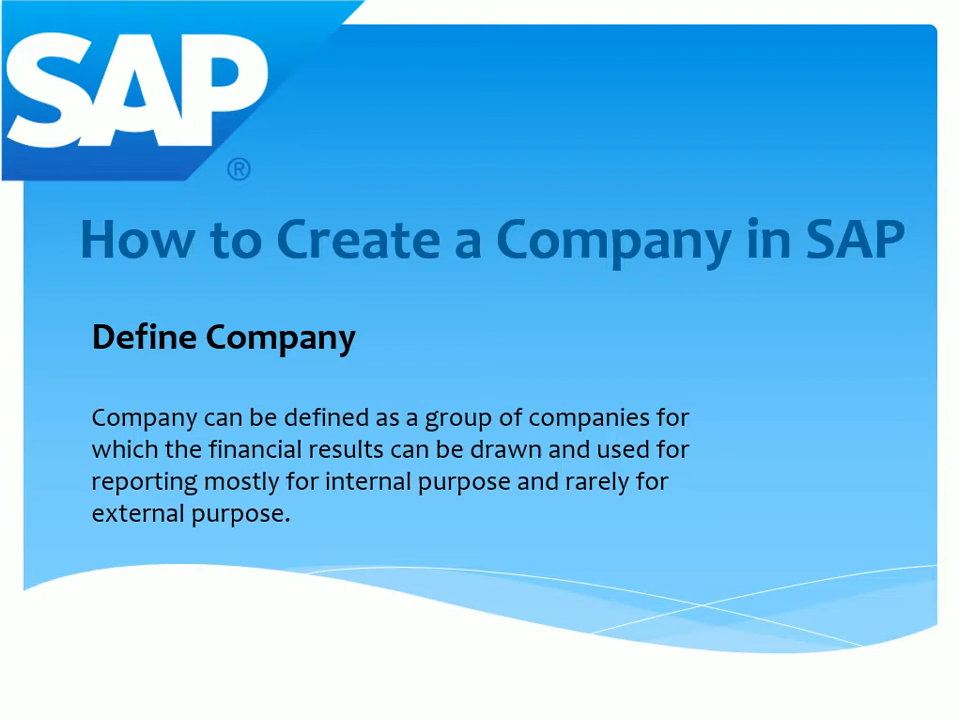 SAP
®
How to Create a Company in SAP
Define Company
Company can be defined as a group of companies for
which the financial results can be drawn and used for
reporting mostly for internal purpose and rarely for
external purpose.